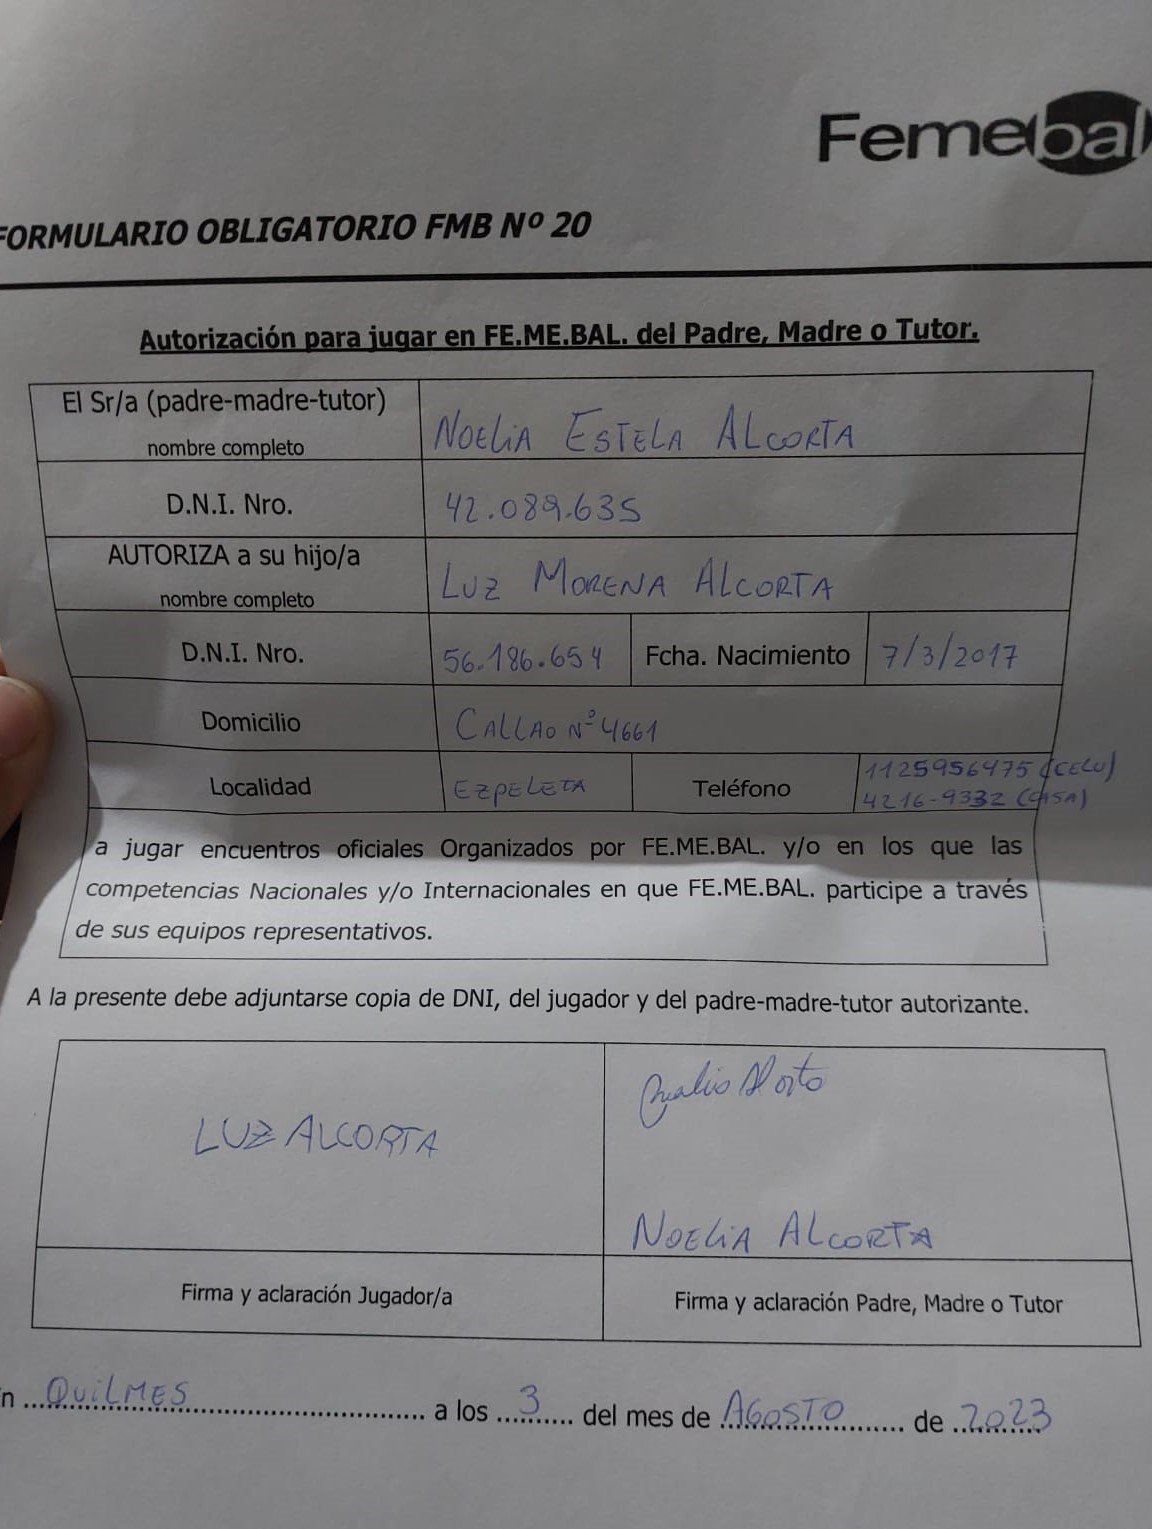 Femebal
FORMULARIO OBLIGATORIO FMB Nº 20
Autorización para jugar en FE.ME.BAL. del Padre, Madre o Tutor.
El Sr/a (padre-madre-tutor)
nombre completo
NOELIA ESTELA ALCORTA
D.N.I. Nro.
42.089.635
AUTORIZA a su hijo/a
nombre completo
LUZ MORENA ALCORTA
D.N.I. Nro.
56.186.654
Fcha. Nacimiento
7/3/2017
Domicilio
CALLAO Nº 4661
Localidad
EZPELETA
Teléfono
1125956475 (CELU)
4216-9332 (CASA)
a jugar encuentros oficiales Organizados por FE.ME.BAL. y/o en los que las
competencias Nacionales y/o Internacionales en que FE.ME.BAL. participe a través
de sus equipos representativos.
A la presente debe adjuntarse copia de DNI, del jugador y del padre-madre-tutor autorizante.
LUZ ALCORTA
NOELIA ALCORTA
Firma y aclaración Jugador/a
Firma y aclaración Padre, Madre o Tutor
n QUILMES a los 3 del mes de AGOSTO de 2023